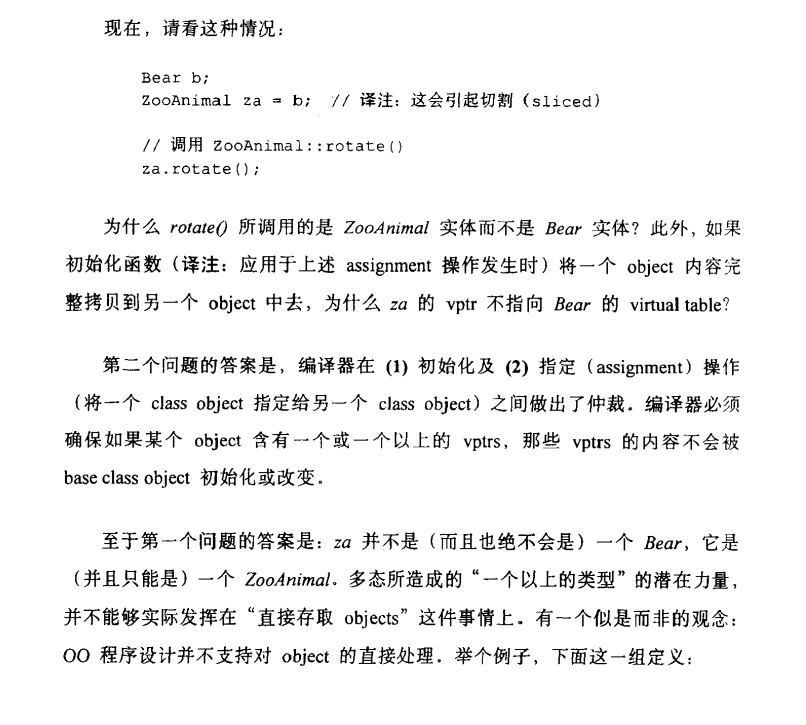 现在，请看这种情况：
Bear b;
ZooAnimal za = b; // 译注：这会引起切割（sliced）
// 调用 ZooAnimal::rotate()
za.rotate();
为什么 rotate() 所调用的是 ZooAnimal 实体而不是 Bear 实体？此外，如果
初始化函数（译注：应用于上述 assignment 操作发生时）将一个 object 内容完
整拷贝到另一个 object 中去，为什么 za 的 vptr 不指向 Bear 的 virtual table？
第二个问题的答案是，编译器在 (1) 初始化及 (2) 指定（assignment）操作
（将一个 class object 指定给另一个 class object）之间做出了仲裁。编译器必须
确保如果某个 object 含有一个或一个以上的 vptrs，那些 vptrs 的内容不会被
base class object 初始化或改变。
至于第一个问题的答案是：za 并不是（而且也绝不会是）一个 Bear，它是
（并且只能是）一个 ZooAnimal。多态所造成的“一个以上的类型”的潜在力量，
并不能够实际发挥在“直接存取 objects”这件事情上。有一个似是而非的观念：
OO 程序设计并不支持对 object 的直接处理．举个例子，下面这一组定义：